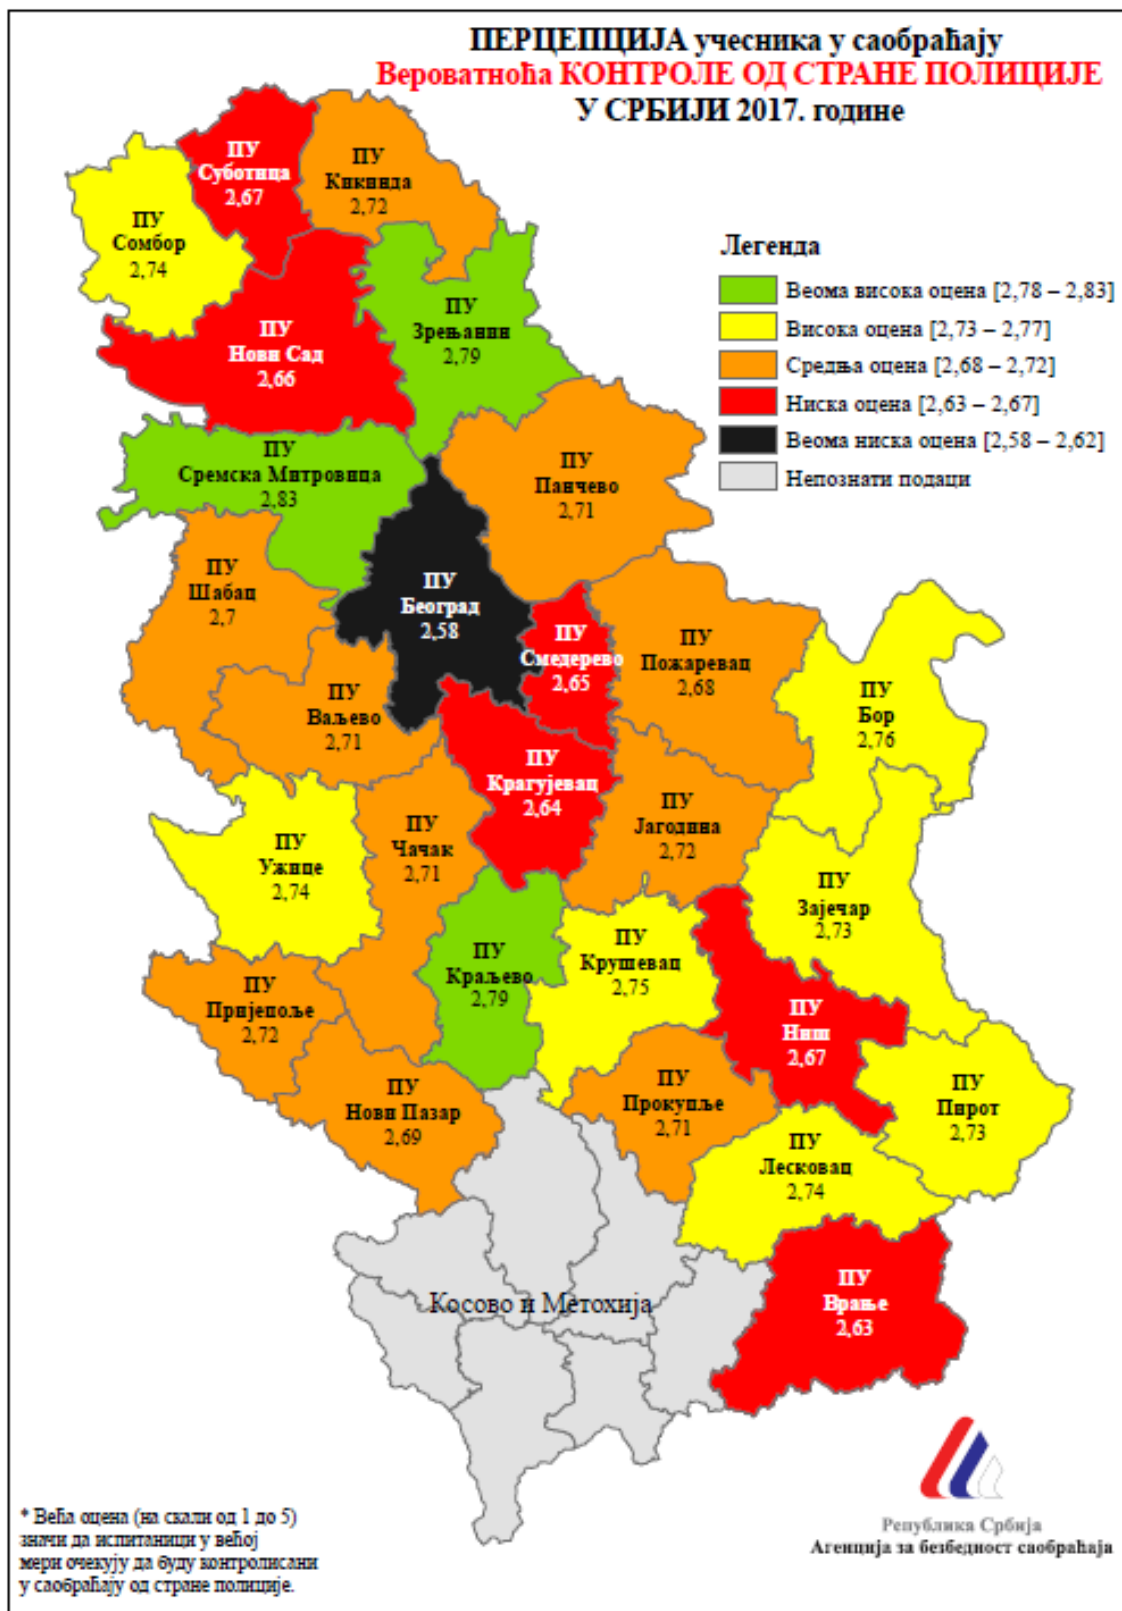 ПЕРЦЕПЦИЈА учесника у саобраћају
Вероватноћа КОНТРОЛЕ ОД СТРАНЕ ПОЛИЦИЈЕ
У СРБИЈИ 2017. године
ПУ
Суботица
2,67
ПУ
Кикинда
2,72
ПУ
Сомбор
2,74
ПУ
Нови Сад
2,66
ПУ
Зрењанин
2,79
Легенда
Веома висока оцена [2,78 – 2,83]
Висока оцена [2,73 – 2,77]
Средња оцена [2,68 – 2,72]
Ниска оцена [2,63 – 2,67]
Веома ниска оцена [2,58 – 2,62]
Непознати подаци
ПУ
Сремска Митровица
2,83
ПУ
Панчево
2,71
ПУ
Шабац
2,7
ПУ
Београд
2,58
ПУ
Смедерево
2,65
ПУ
Пожаревац
2,68
ПУ
Ваљево
2,71
ПУ
Бор
2,76
ПУ
Крагујевац
2,64
ПУ
Јагодина
2,72
ПУ
Ужице
2,74
ПУ
Чачак
2,71
ПУ
Зајечар
2,73
ПУ
Краљево
2,79
ПУ
Крушевац
2,75
ПУ
Пријепоље
2,72
ПУ
Ниш
2,67
ПУ
Нови Пазар
2,69
ПУ
Прокупље
2,71
ПУ
Пирот
2,73
ПУ
Лесковац
2,74
ПУ
Врање
2,63
Косово и Метохија
* Већа оцена (на скали од 1 до 5)
значи да испитаници у већој
мери очекују да буду контролисани
у саобраћају од стране полиције.
Република Србија
Агенција за безбедност саобраћаја